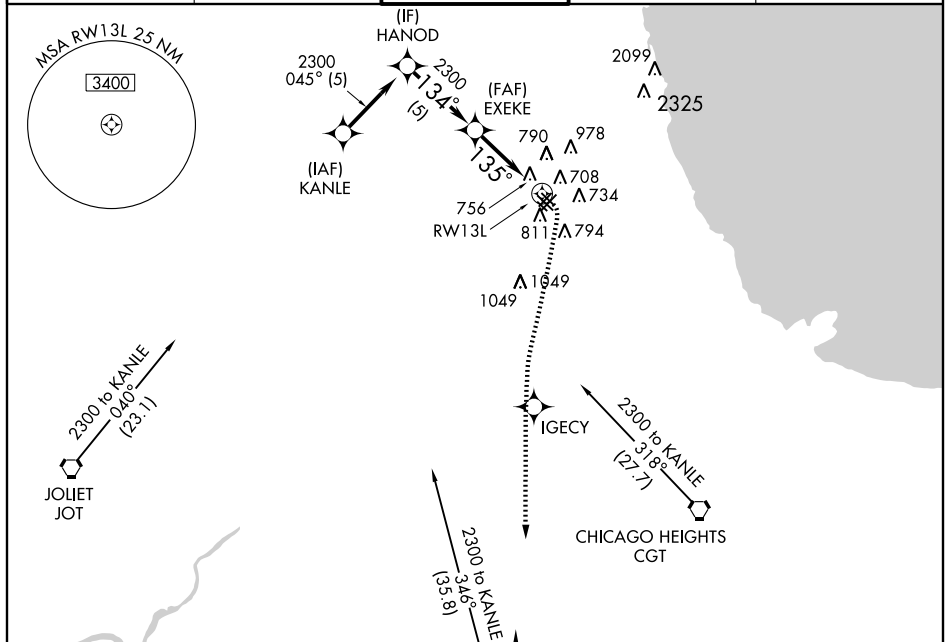 MSA RW13L 25 NM
3400
(IF)
HANOD
2300
045° (5)
2300
134°
(5)
(FAF)
EXEKE
(IAF)
KANLE
135°
2099
2325
790
978
708
734
756
RW13L
811
794
1049
1049
2300 to KANLE
040°
(23.1)
JOLIET
JOT
IGECY
2300 to KANLE
318°
(27.7)
CHICAGO HEIGHTS
CGT
2300 to KANLE
346°
(35.8)